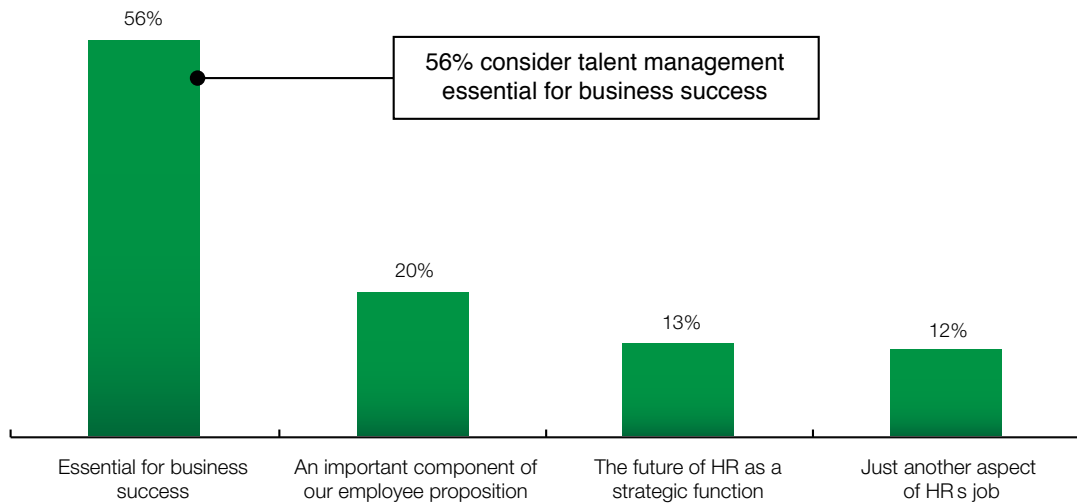 56%
56% consider talent management
essential for business success
20%
13%
12%
Essential for business
success
An important component of
our employee proposition
The future of HR as a
strategic function
Just another aspect
of HR s job